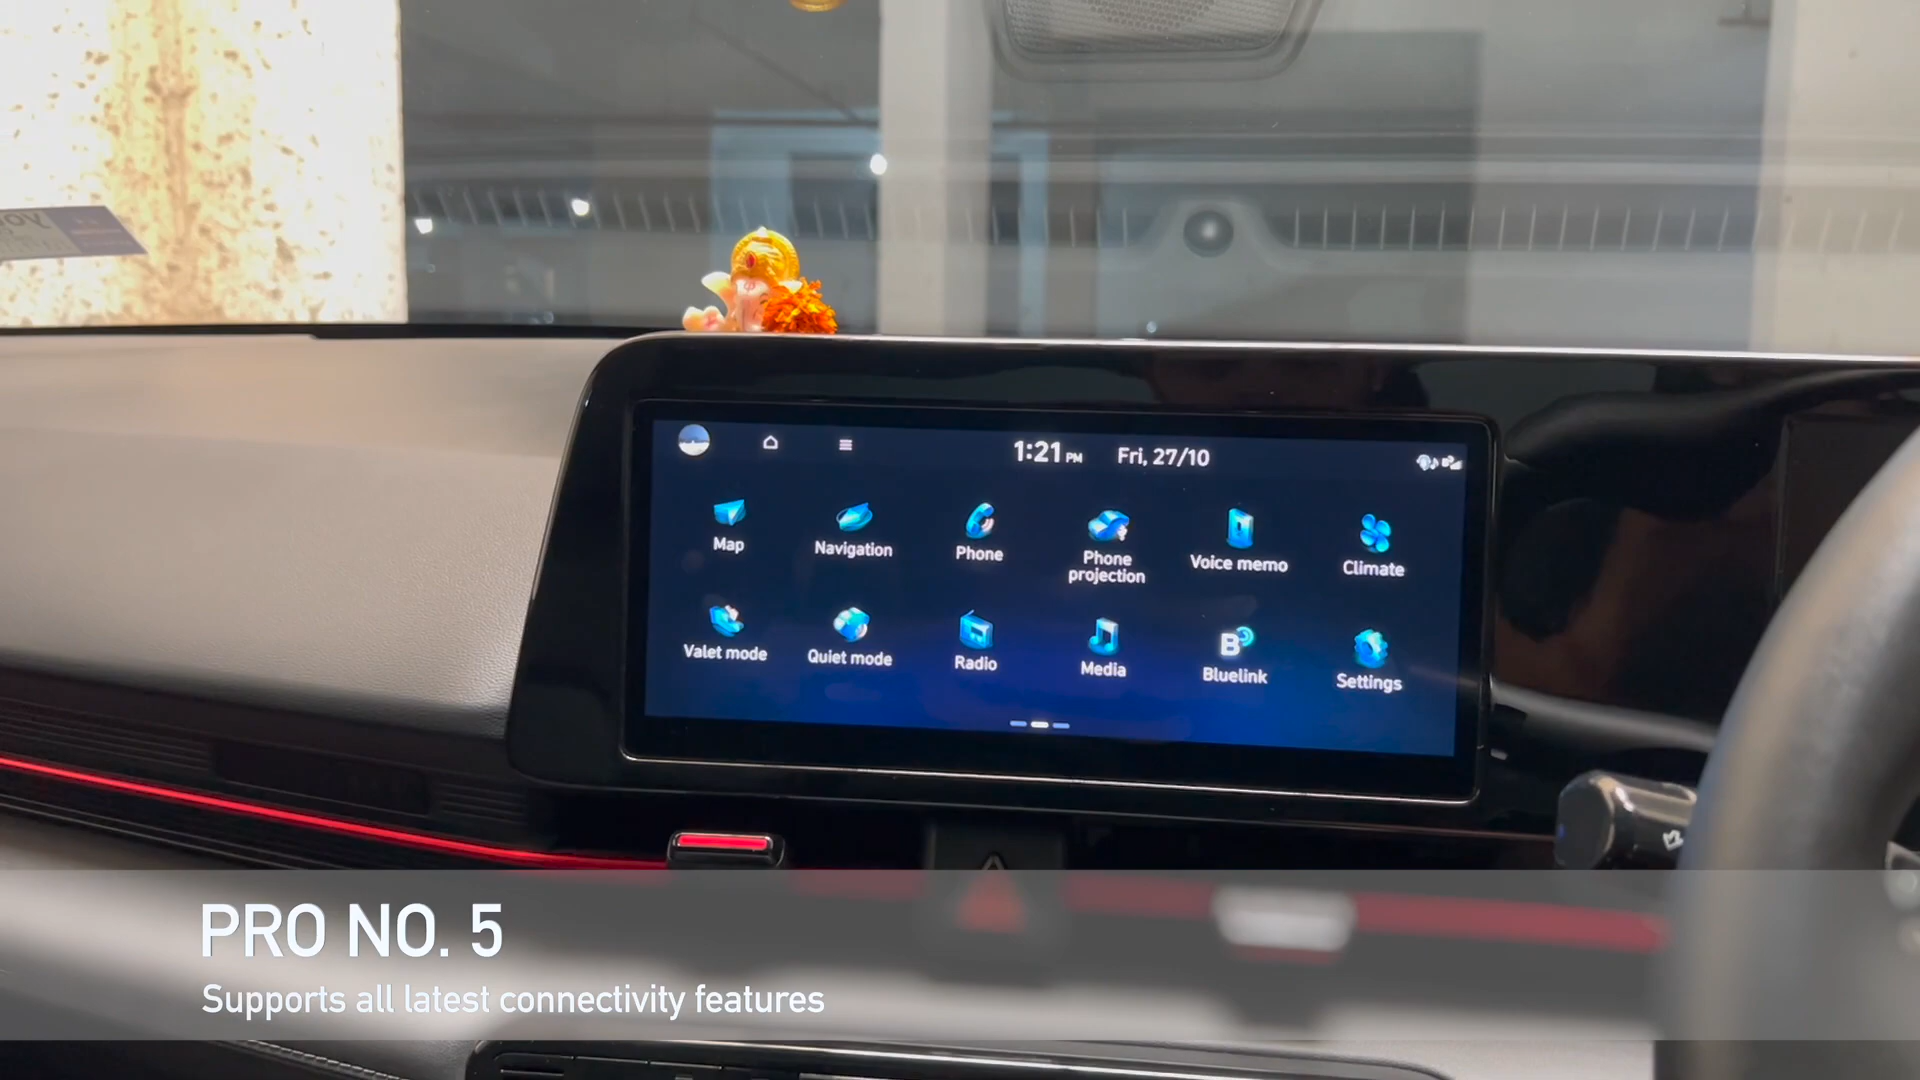 1:21 PM Fri, 27/10
Map
Navigation
Phone
Phone
projection
Voice memo
Climate
Valet mode
Quiet mode
Radio
Media
Bluelink
Settings
PRO NO. 5
Supports all latest connectivity features